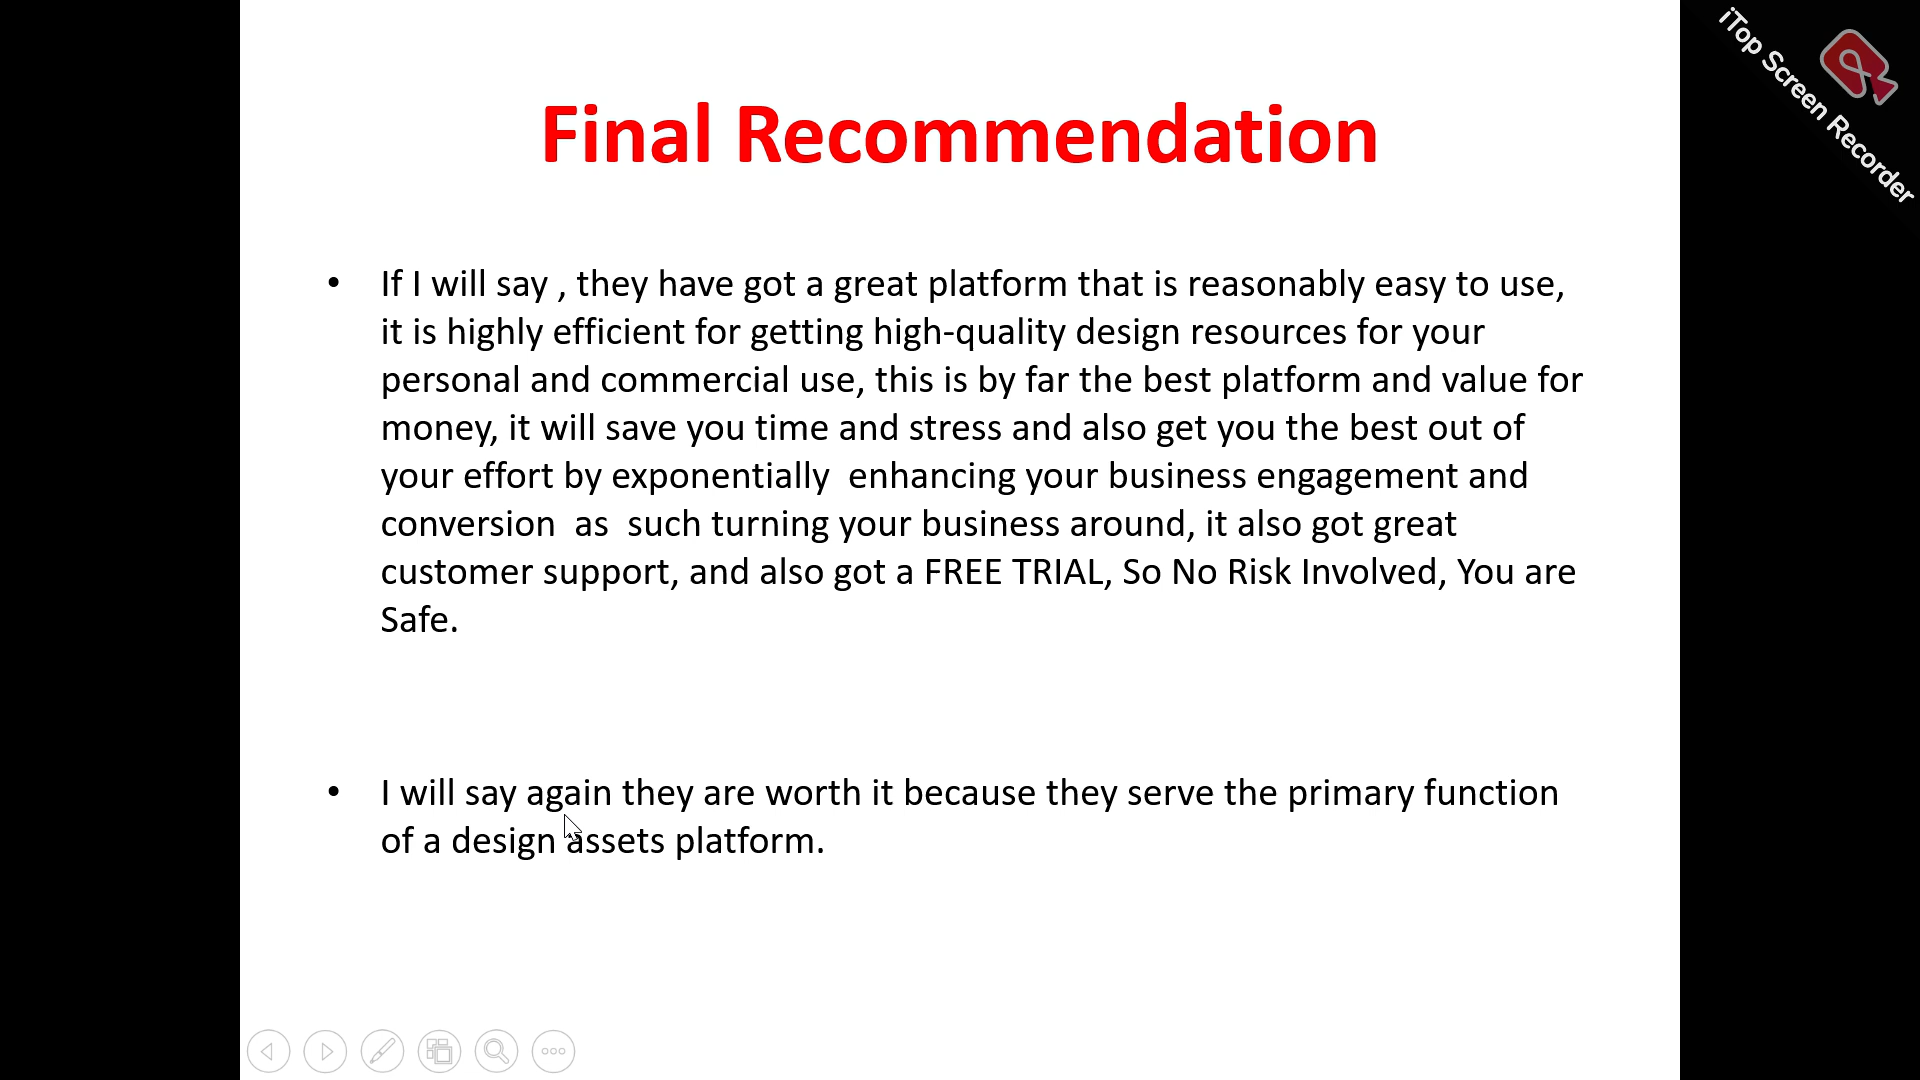 iTop Screen Recorder
Final Recommendation
• If I will say , they have got a great platform that is reasonably easy to use,
it is highly efficient for getting high-quality design resources for your
personal and commercial use, this is by far the best platform and value for
money, it will save you time and stress and also get you the best out of
your effort by exponentially  enhancing your business engagement and
conversion  as  such turning your business around, it also got great
customer support, and also got a FREE TRIAL, So No Risk Involved, You are
Safe.
• I will say again they are worth it because they serve the primary function
of a design assets platform.